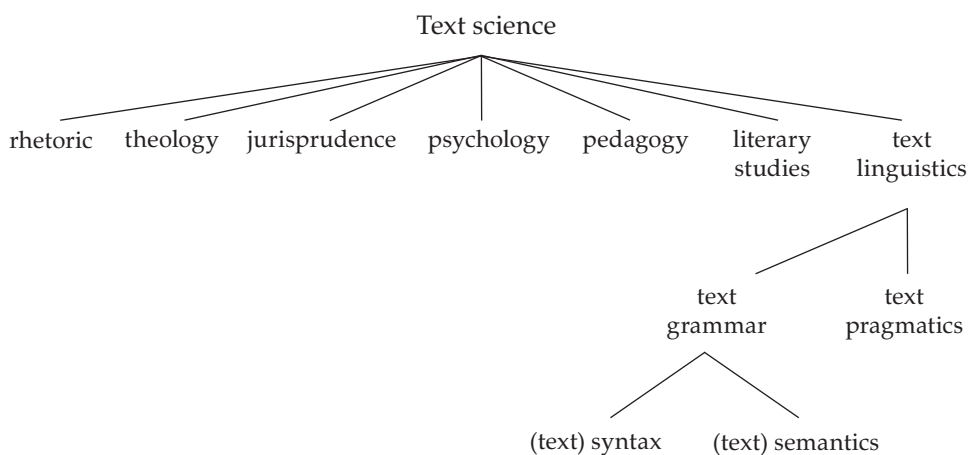 Text science
rhetoric theology jurisprudence psychology pedagogy literary text
studies linguistics
text text
grammar pragmatics
(text) syntax (text) semantics